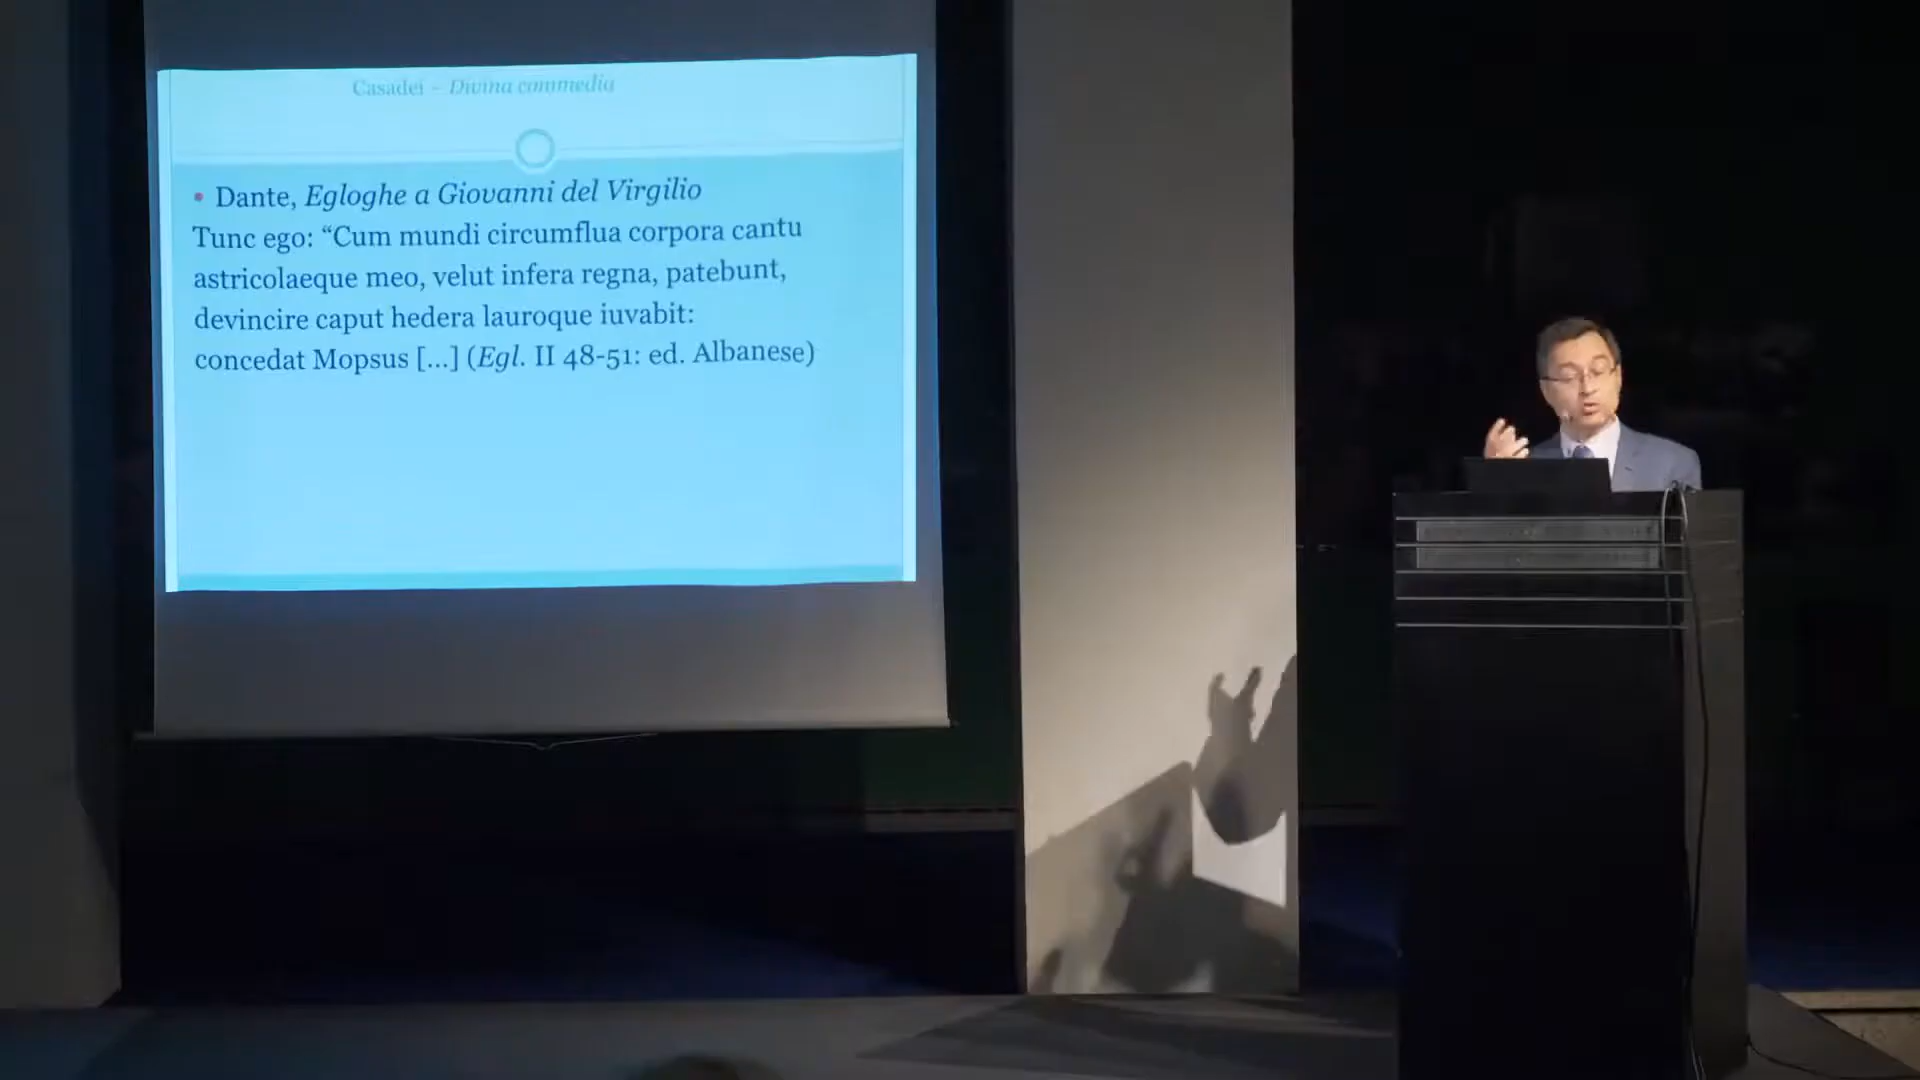 Casadei – Divina commedia
• Dante, Egloghe a Giovanni del Virgilio
Tunc ego: “Cum mundi circumflua corpora cantu
astricolaeque meo, velut infera regna, patebunt,
devincire caput hedera lauroque iuvabit:
concedat Mopsus [...] (Egl. II 48-51: ed. Albanese)